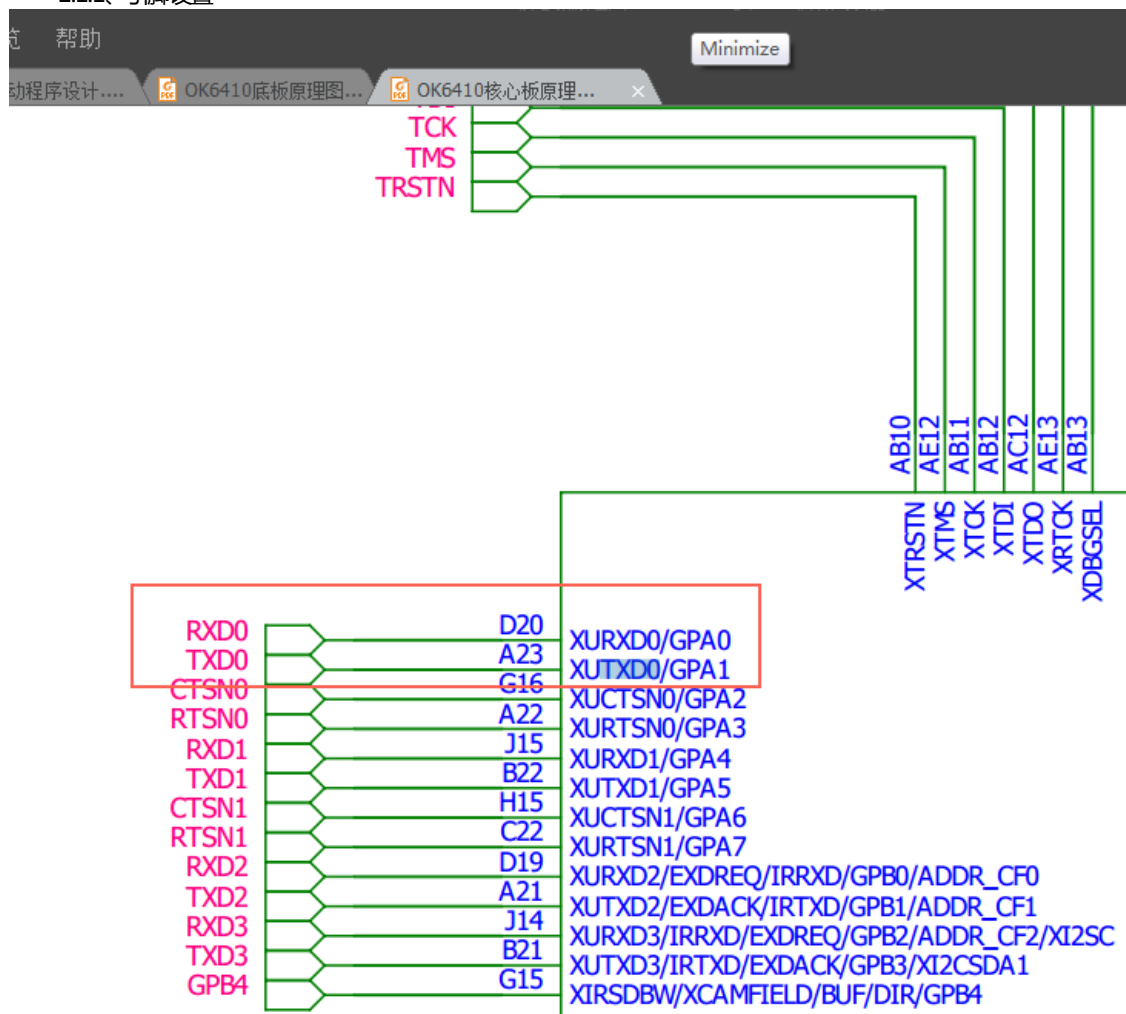 帮助
Minimize
动程序设计....
OK6410底板原理图...
OK6410核心板原理... ×
TCK
TMS
TRSTN
AB10
AE12
AB11
AB12
AC12
AE13
AB13
XTRSTN
XTMS
XTCK
XTDI
XTDO
XRTCK
XDBGSEL
RXD0 D20 XURXD0/GPA0
TXD0 A23 XUTXD0/GPA1
CTSN0 G16 XUCTSN0/GPA2
RTSN0 A22 XURTSN0/GPA3
RXD1 J15 XURXD1/GPA4
TXD1 B22 XUTXD1/GPA5
CTSN1 H15 XUCTSN1/GPA6
RTSN1 C22 XURTSN1/GPA7
RXD2 D19 XURXD2/EXDREQ/IRRXD/GPB0/ADDR_CF0
TXD2 A21 XUTXD2/EXDACK/IRTXD/GPB1/ADDR_CF1
RXD3 J14 XURXD3/IRRXD/EXDREQ/GPB2/ADDR_CF2/XI2SC
TXD3 B21 XUTXD3/IRTXD/EXDACK/GPB3/XI2CSDA1
GPB4 G15 XIRSDBW/XCAMFIELD/BUF/DIR/GPB4